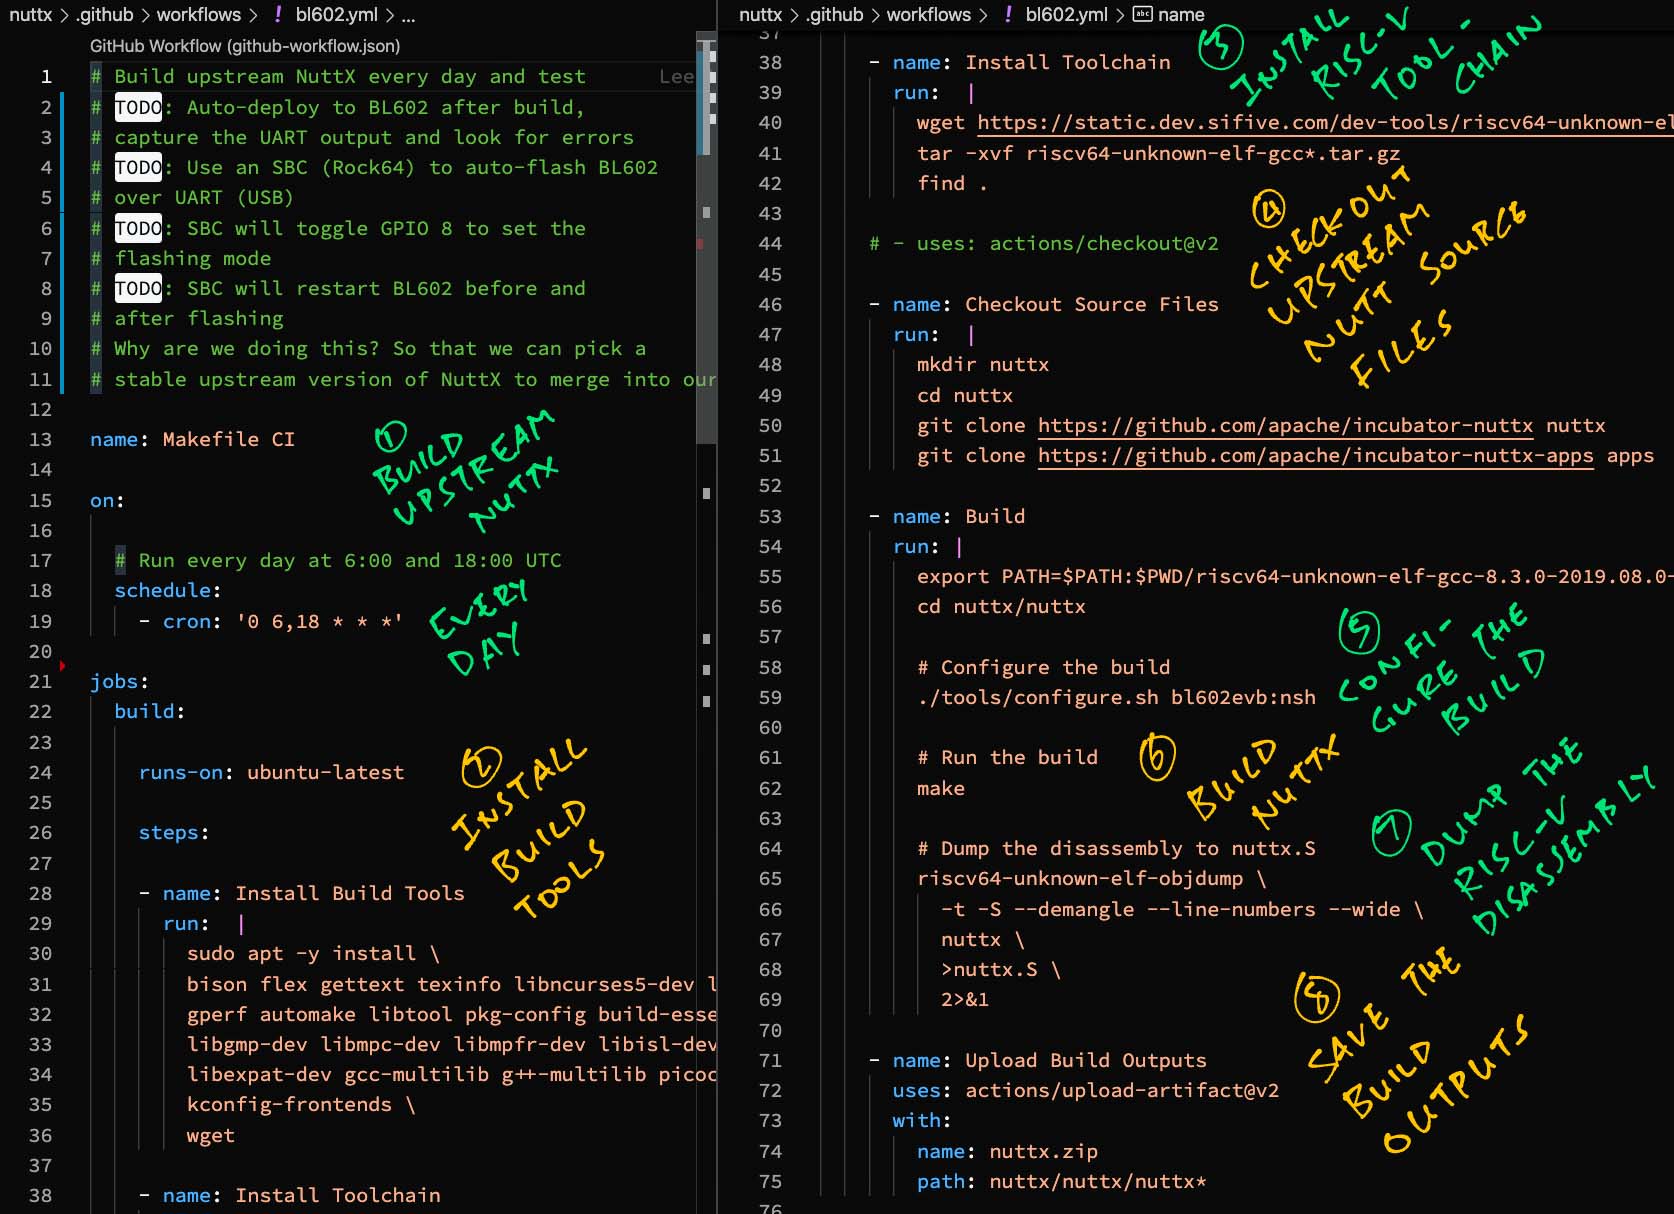 nuttx > .github > workflows > ! bl602.yml > ...
GitHub Workflow (github-workflow.json)
1 # Build upstream NuttX every day and test Lee
2 # TODO: Auto-deploy to BL602 after build,
3 # capture the UART output and look for errors
4 # TODO: Use an SBC (Rock64) to auto-flash BL602
5 # over UART (USB)
6 # TODO: SBC will toggle GPIO 8 to set the
7 # flashing mode
8 # TODO: SBC will restart BL602 before and
9 # after flashing
10 # Why are we doing this? So that we can pick a
11 # stable upstream version of NuttX to merge into our
12
13 name: Makefile CI
14
15 on:
16
17 # Run every day at 6:00 and 18:00 UTC
18 schedule:
19 - cron: '0 6,18 * * *'
20
21 jobs:
22 build:
23
24 runs-on: ubuntu-latest
25
26 steps:
27
28 - name: Install Build Tools
29 run: |
30 sudo apt -y install \
31 bison flex gettext texinfo libncurses5-dev l
32 gperf automake libtool pkg-config build-esse
33 libgmp-dev libmpc-dev libmpfr-dev libisl-dev
34 libexpat-dev gcc-multilib g++-multilib picoc
35 kconfig-frontends \
36 wget
37
38 - name: Install Toolchain
① BUILD
UPSTREAM
NUTTX
EVERY
DAY
② INSTALL
BUILD
TOOLS
nuttx > .github > workflows > ! bl602.yml > abc name
37
38 - name: Install Toolchain
39 run: |
40 wget https://static.dev.sifive.com/dev-tools/riscv64-unknown-el
41 tar -xvf riscv64-unknown-elf-gcc*.tar.gz
42 find .
43
44 # - uses: actions/checkout@v2
45
46 - name: Checkout Source Files
47 run: |
48 mkdir nuttx
49 cd nuttx
50 git clone https://github.com/apache/incubator-nuttx nuttx
51 git clone https://github.com/apache/incubator-nuttx-apps apps
52
53 - name: Build
54 run: |
55 export PATH=$PATH:$PWD/riscv64-unknown-elf-gcc-8.3.0-2019.08.0-
56 cd nuttx/nuttx
57
58 # Configure the build
59 ./tools/configure.sh bl602evb:nsh
60
61 # Run the build
62 make
63
64 # Dump the disassembly to nuttx.S
65 riscv64-unknown-elf-objdump \
66 -t -S --demangle --line-numbers --wide \
67 nuttx \
68 >nuttx.S \
69 2>&1
70
71 - name: Upload Build Outputs
72 uses: actions/upload-artifact@v2
73 with:
74 name: nuttx.zip
75 path: nuttx/nuttx/nuttx*
76
③ INSTALL
RISC-V
TOOL-
CHAIN
④ CHECKOUT
UPSTREAM
NUTT SOURCE
FILES
⑤ CONFI-
GURE THE
BUILD
⑥ BUILD
NUTTX
⑦ DUMP THE
RISC-V
DISASSEMBLY
⑧ SAVE THE
BUILD
OUTPUTS